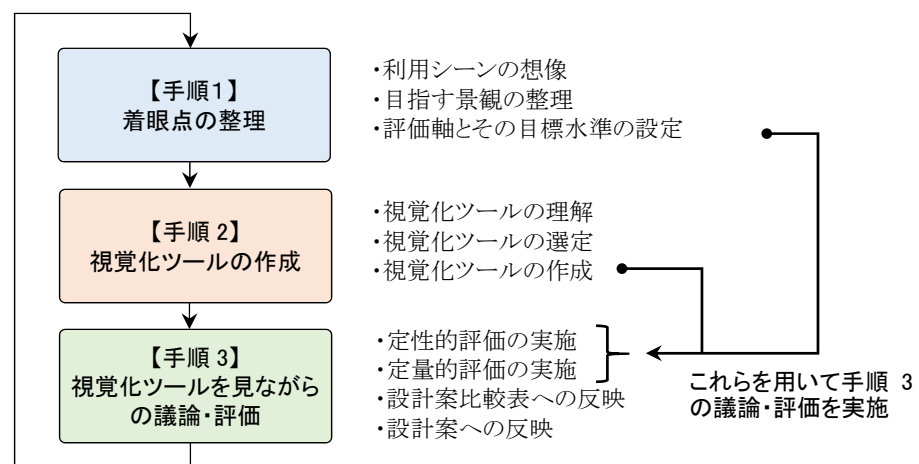 【手順１】
着眼点の整理
・利用シーンの想像
・目指す景観の整理
・評価軸とその目標水準の設定
【手順 2】
視覚化ツールの作成
・視覚化ツールの理解
・視覚化ツールの選定
・視覚化ツールの作成
【手順 3】
視覚化ツールを見ながら
の議論・評価
・定性的評価の実施
・定量的評価の実施
・設計案比較表への反映
・設計案への反映
これらを用いて手順 3
の議論・評価を実施